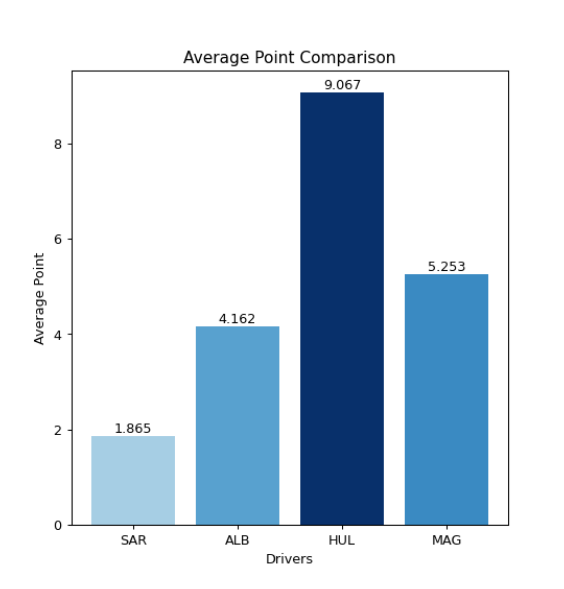 Average Point Comparison
9.067
8
6
5.253
Average Point
4.162
4
2
1.865
0
SAR ALB HUL MAG
Drivers